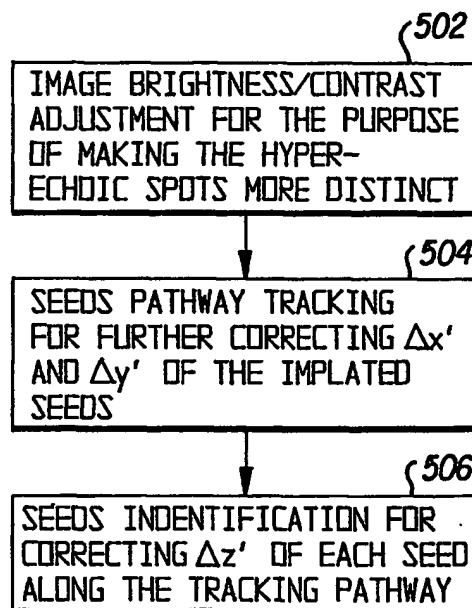 502
IMAGE BRIGHTNESS/CONTRAST
ADJUSTMENT FOR THE PURPOSE
OF MAKING THE HYPER-
ECHOIC SPOTS MORE DISTINCT
504
SEEDS PATHWAY TRACKING
FOR FURTHER CORRECTING Δx'
AND Δy' OF THE IMPLATED
SEEDS
506
SEEDS INDENTIFICATION FOR
CORRECTING Δz' OF EACH SEED
ALONG THE TRACKING PATHWAY